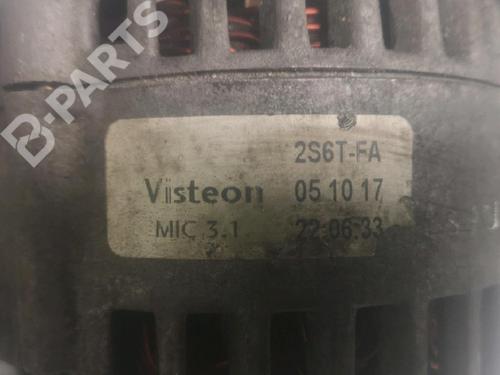 B-PARTS
2S6T-FA
Visteon 05 10 17
MIC 3.1 22:06:33